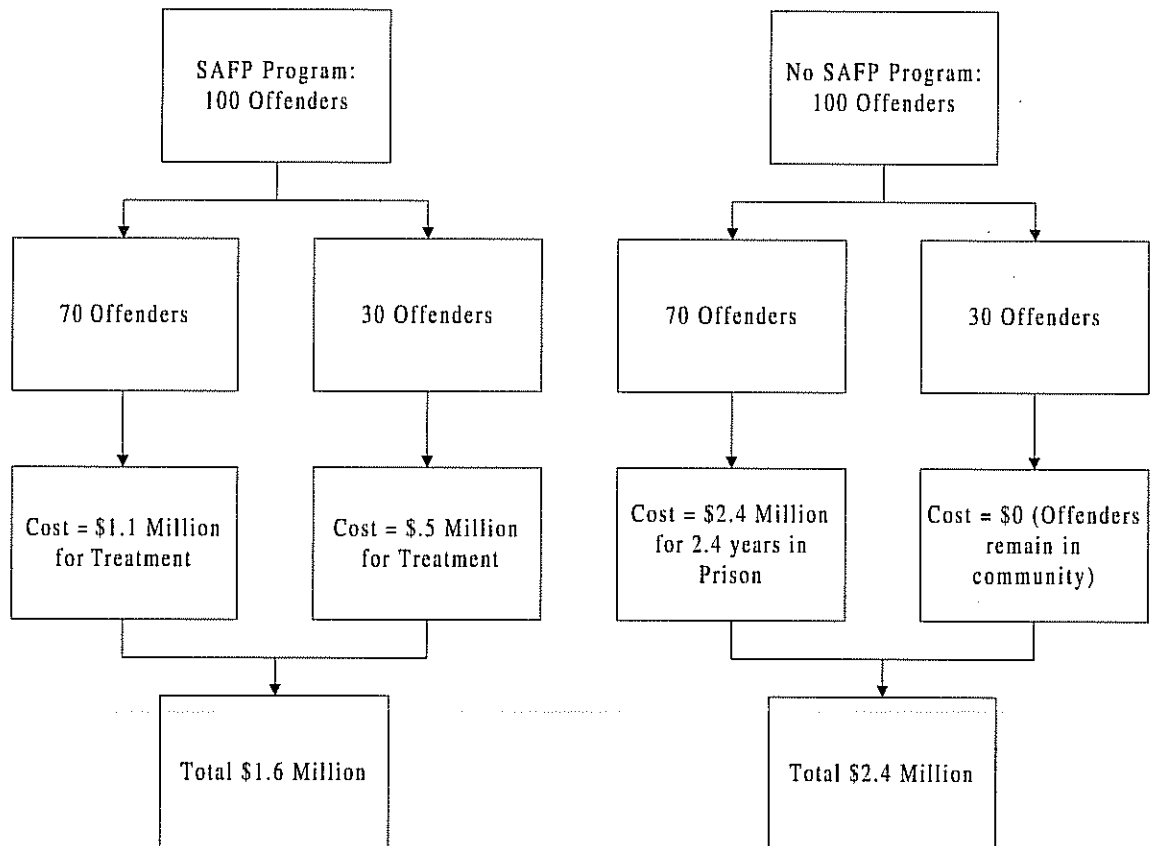 SAFP Program:
100 Offenders
No SAFP Program:
100 Offenders
70 Offenders
30 Offenders
70 Offenders
30 Offenders
Cost = $1.1 Million
for Treatment
Cost = $.5 Million
for Treatment
Cost = $2.4 Million
for 2.4 years in
Prison
Cost = $0 (Offenders
remain in
community)
Total $1.6 Million
Total $2.4 Million